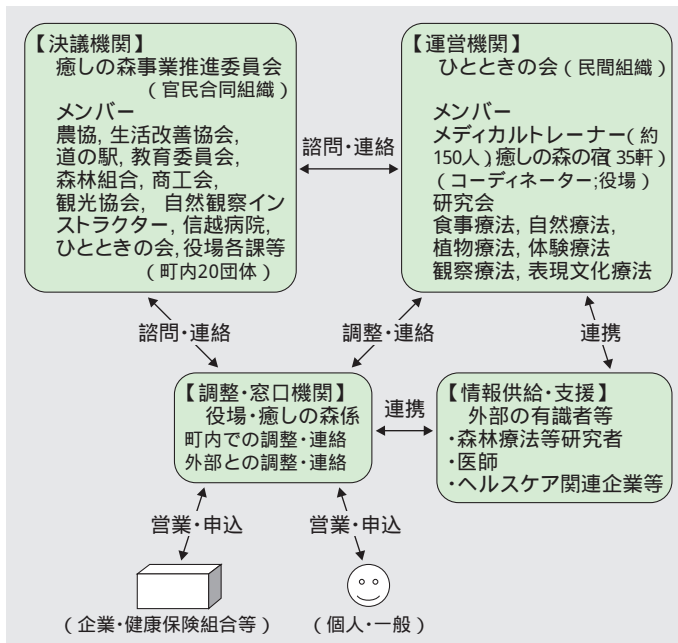 【決議機関】
癒しの森事業推進委員会
(官民合同組織)
メンバー
農協, 生活改善協会,
道の駅, 教育委員会,
森林組合, 商工会,
観光協会, 自然観察イン
ストラクター, 信越病院,
ひとときの会, 役場各課等
(町内20団体)
諮問・連絡
【運営機関】
ひとときの会(民間組織)
メンバー
メディカルトレーナー(約
150人)癒しの森の宿(35軒)
(コーディネーター;役場)
研究会
食事療法, 自然療法,
植物療法, 体験療法
観察療法, 表現文化療法
諮問・連絡
調整・連絡
連携
【調整・窓口機関】
役場・癒しの森係
町内での調整・連絡
外部との調整・連絡
連携
【情報供給・支援】
外部の有識者等
・森林療法等研究者
・医師
・ヘルスケア関連企業等
営業・申込
営業・申込
(企業・健康保険組合等)
(個人・一般)